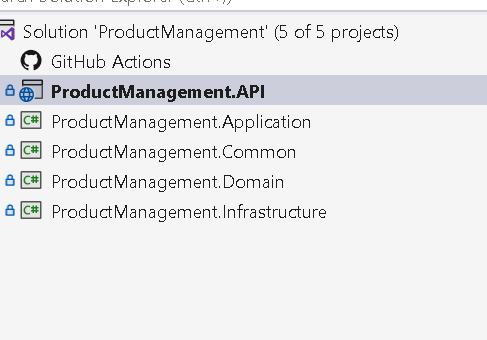 Solution 'ProductManagement' (5 of 5 projects)
GitHub Actions
ProductManagement.API
C# ProductManagement.Application
C# ProductManagement.Common
C# ProductManagement.Domain
C# ProductManagement.Infrastructure